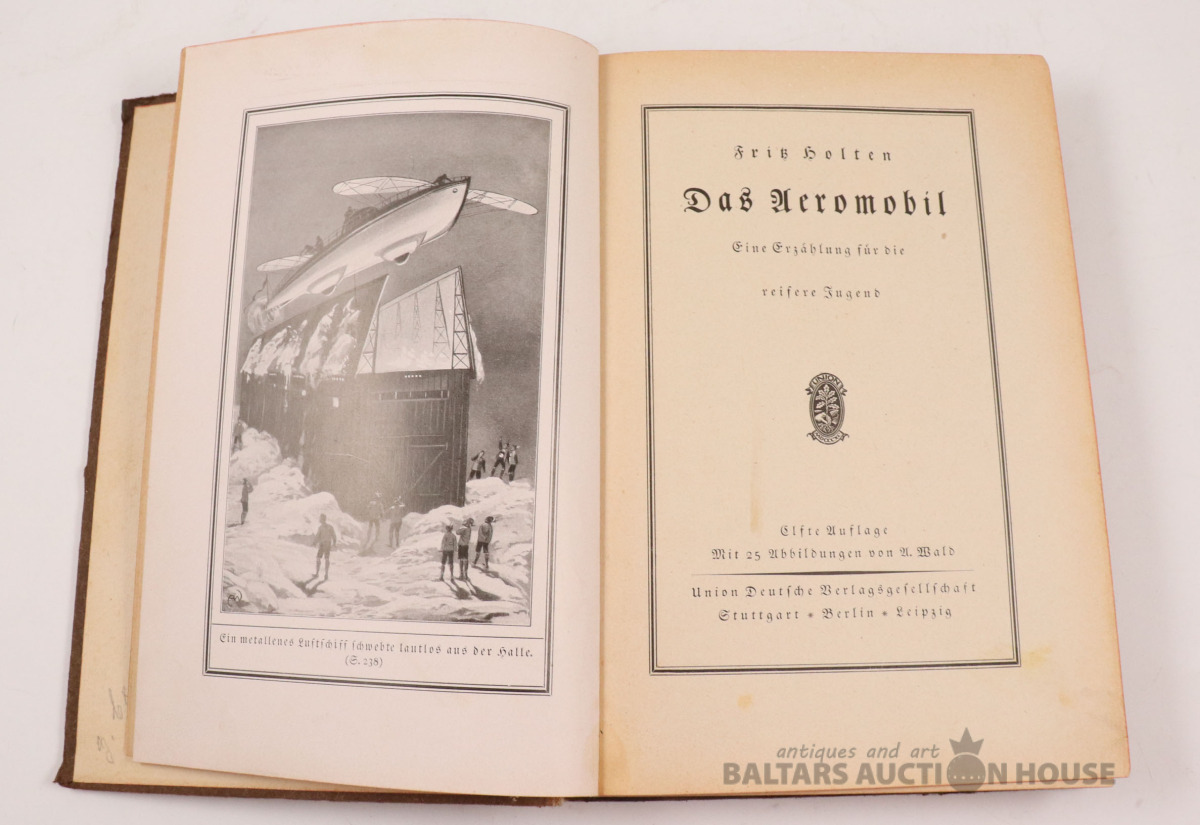 Ein metallenes Luftschiff schwebte lautlos aus der Halle.
(S. 238)
Fritz Holten
Das Aeromobil
Eine Erzählung für die
reifere Jugend
UNION
Elfte Auflage
Mit 25 Abbildungen von A. Wald
Union Deutsche Verlagsgesellschaft
Stuttgart * Berlin * Leipzig
antiques and art
BALTARS AUCTION HOUSE